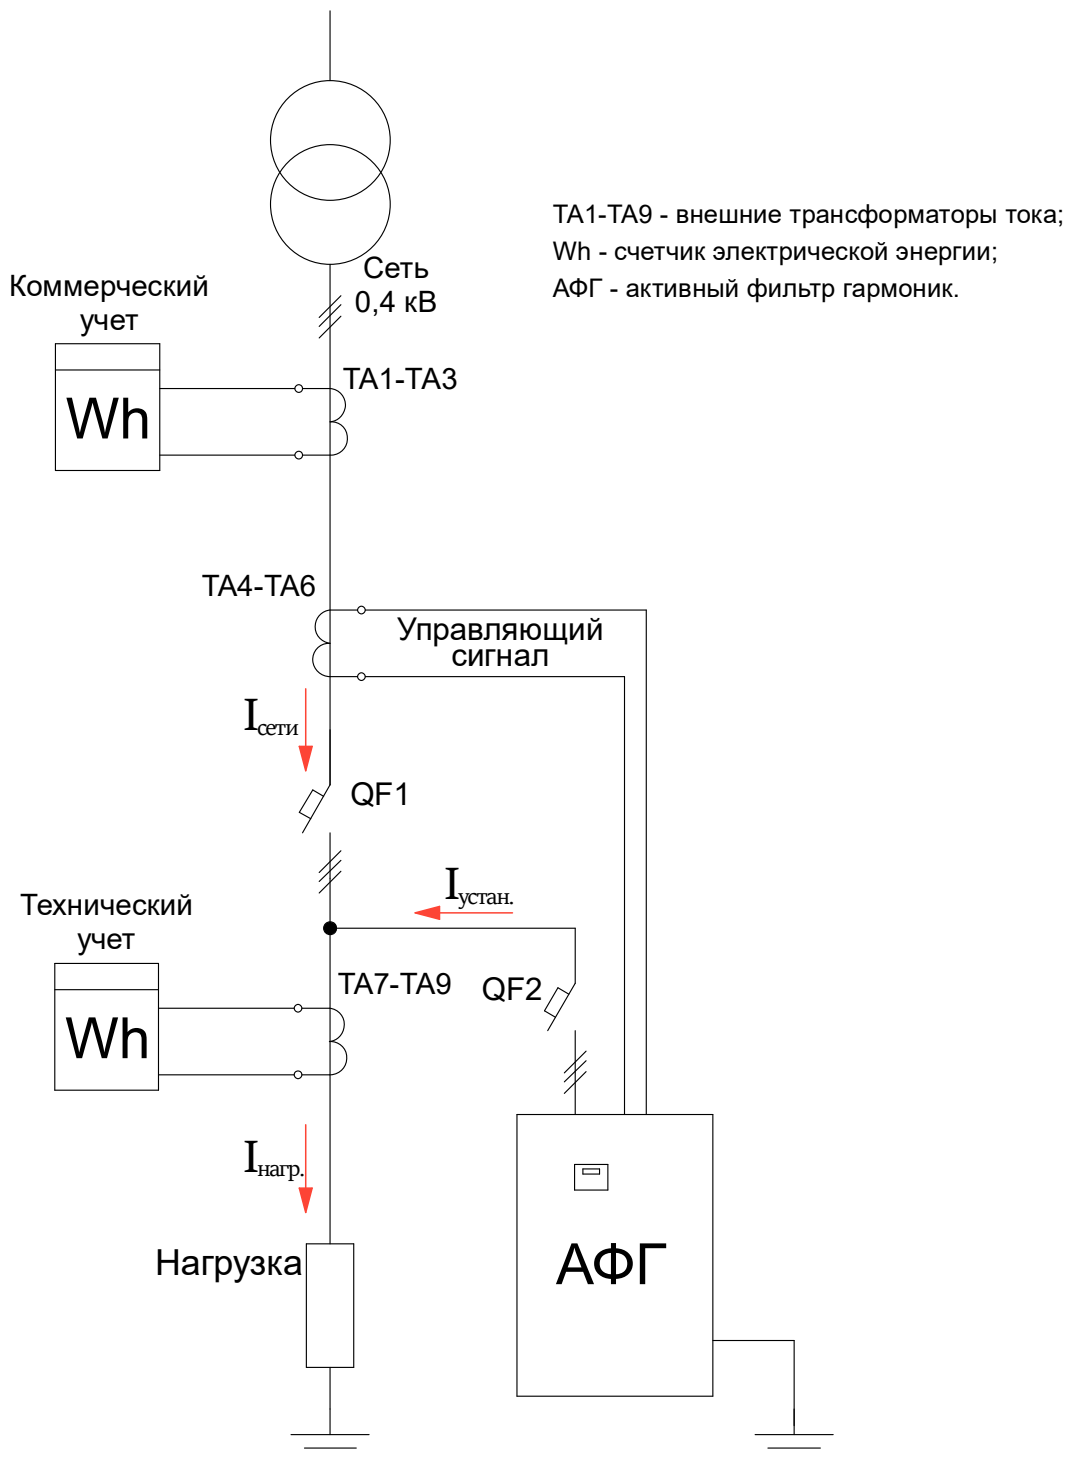 ТА1-ТА9 - внешние трансформаторы тока;
Wh - счетчик электрической энергии;
АФГ - активный фильтр гармоник.
Сеть
0,4 кВ
Коммерческий
учет
Wh
ТА1-ТА3
ТА4-ТА6
Управляющий
сигнал
Iсети
QF1
Iустан.
Технический
учет
Wh
ТА7-ТА9
QF2
Iнагр.
Нагрузка
АФГ